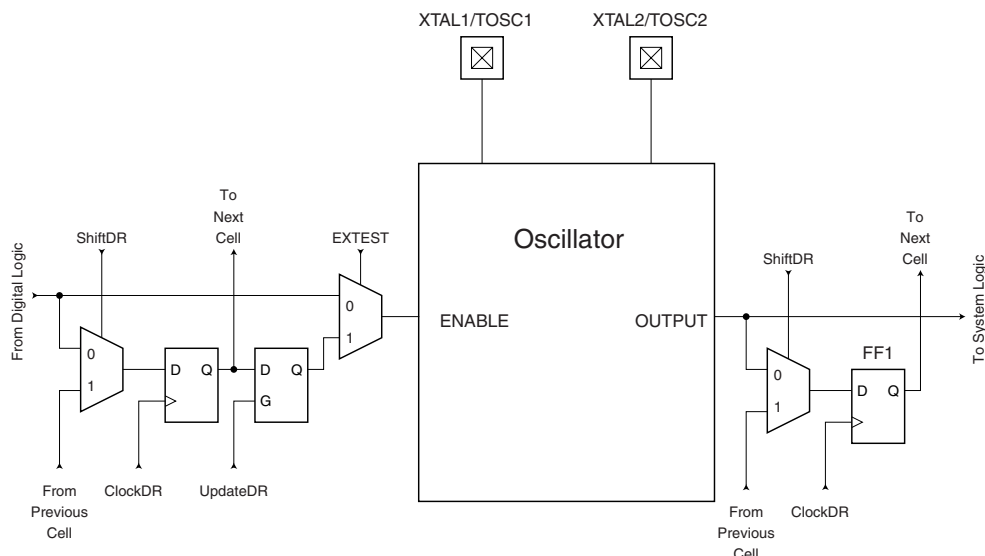 XTAL1/TOSC1
XTAL2/TOSC2
From Digital Logic
ShiftDR
To
Next
Cell
EXTEST
0
1
D Q
D Q
G
0
1
From
Previous
Cell
ClockDR
UpdateDR
Oscillator
ENABLE
OUTPUT
ShiftDR
To
Next
Cell
FF1
0
1
D Q
From
Previous
Cell
ClockDR
To System Logic